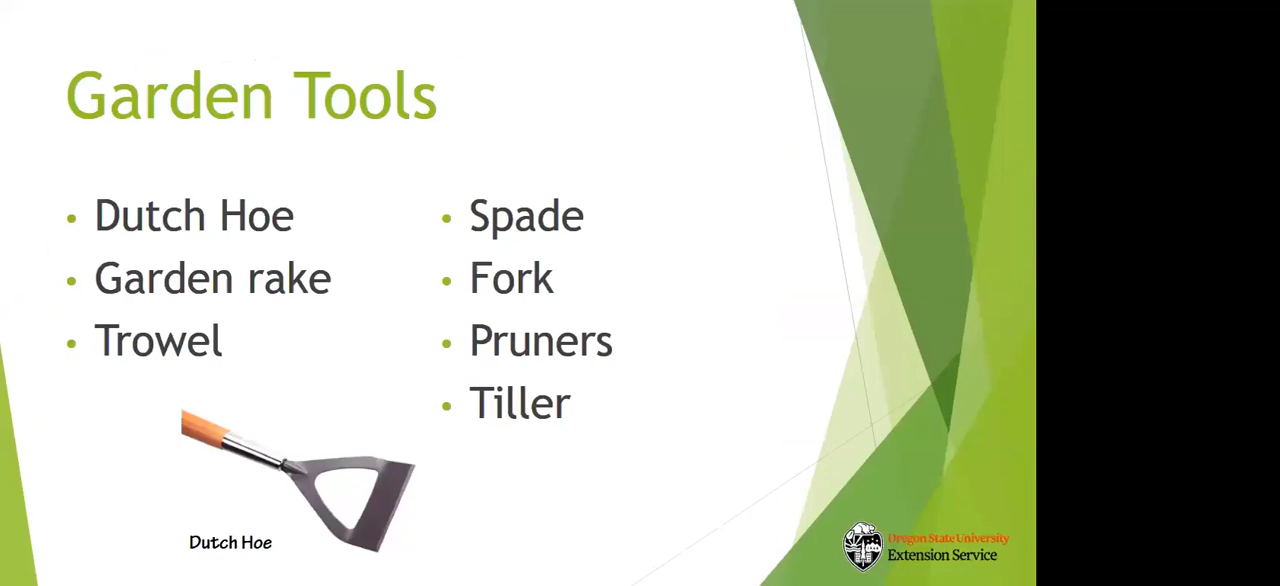 Garden Tools
Dutch Hoe
Garden rake
Trowel
Spade
Fork
Pruners
Tiller
Dutch Hoe
Oregon State University
Extension Service